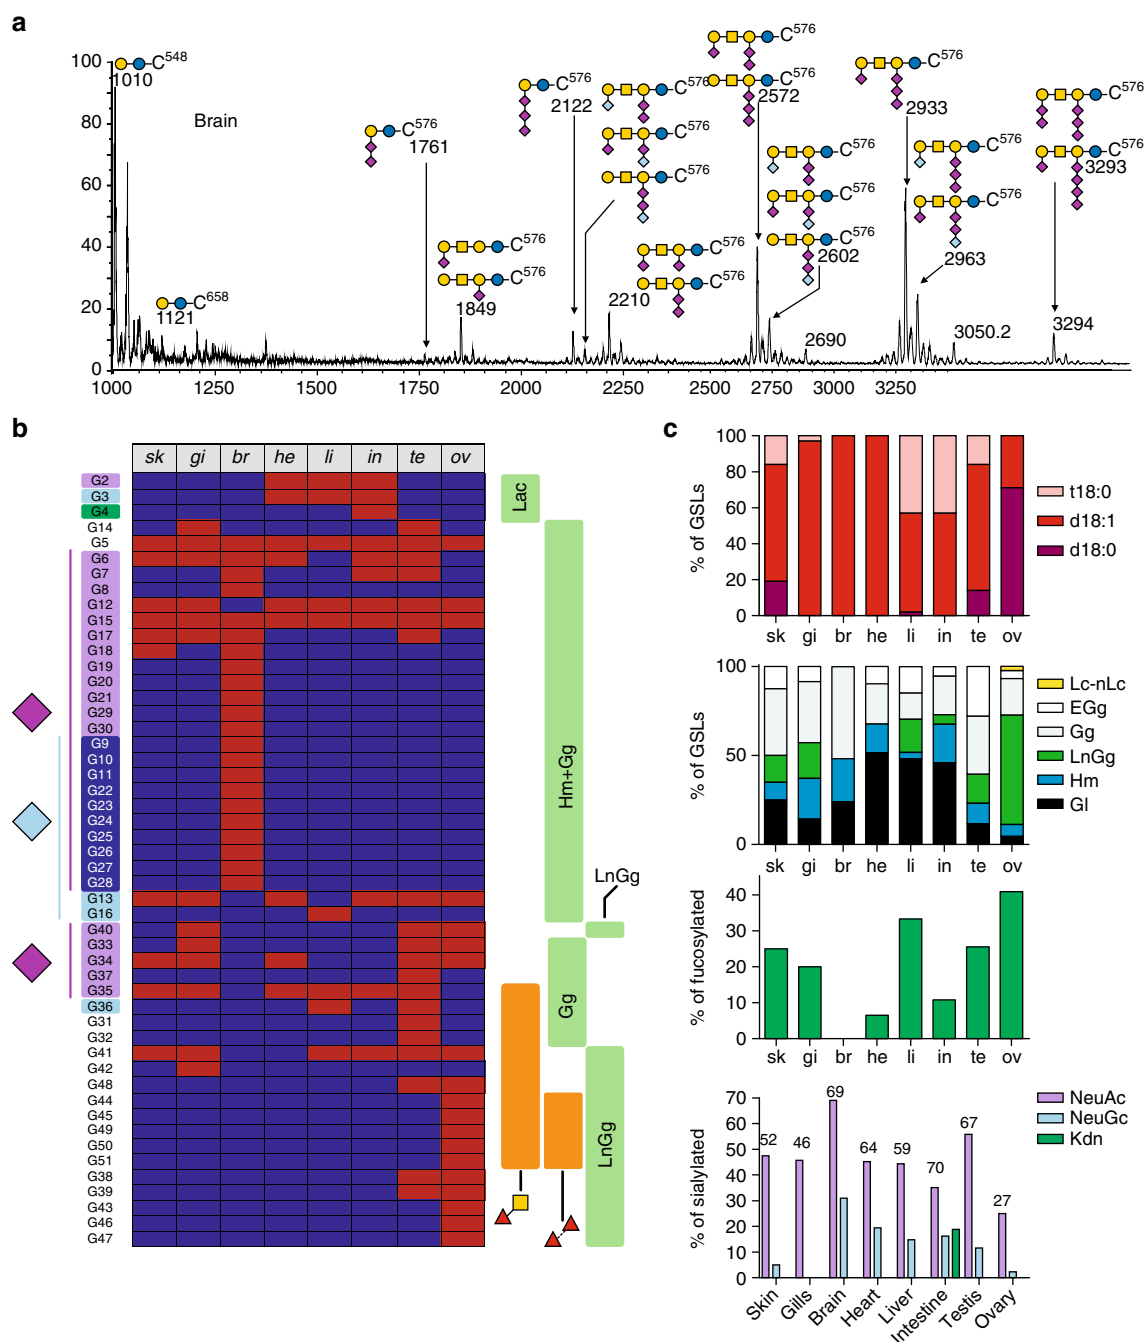 a
100
80
60
40
20
0
Brain
C548
1010
C658
1121
C576
1761
C576
C576
1849
C576
2122
C576
C576
C576
2210
C576
C576
C576
C576
2572
C576
C576
C576
2602
2690
C576
2933
C576
C576
2963
3050.2
C576
C576
3293
3294
1000 1250 1500 1750 2000 2250 2500 2750 3000 3250
b
sk gi br he li in te ov
G2
G3
G4
G14
G5
G6
G7
G8
G12
G15
G17
G18
G19
G20
G21
G29
G30
G9
G10
G11
G22
G23
G24
G25
G26
G27
G28
G13
G16
G40
G33
G34
G37
G35
G36
G31
G32
G41
G42
G48
G44
G45
G49
G50
G51
G38
G39
G43
G46
G47
Lac
Hm+Gg
LnGg
Gg
LnGg
c
% of GSLs
100
80
60
40
20
0
sk gi br he li in te ov
t18:0
d18:1
d18:0
% of GSLs
100
50
0
sk gi br he li in te ov
Lc-nLc
EGg
Gg
LnGg
Hm
Gl
% of fucosylated
40
30
20
10
0
sk gi br he li in te ov
% of sialylated
70
60
50
40
30
20
10
0
52 46 69 64 59 70 67 27
Skin Gills Brain Heart Liver Intestine Testis Ovary
NeuAc
NeuGc
Kdn